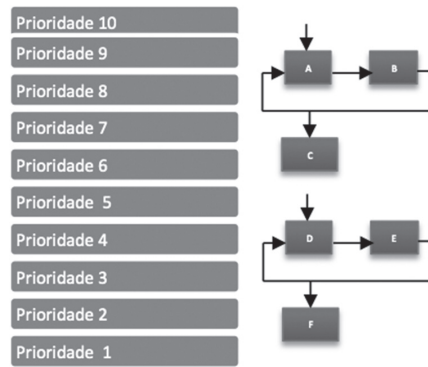 Prioridade 10
Prioridade 9
Prioridade 8
Prioridade 7
Prioridade 6
Prioridade 5
Prioridade 4
Prioridade 3
Prioridade 2
Prioridade 1
A
B
C
D
E
F